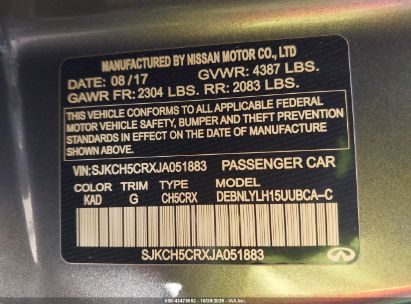 MANUFACTURED BY NISSAN MOTOR CO., LTD
DATE: 08/17 GVWR: 4387 LBS.
GAWR FR: 2304 LBS. RR: 2083 LBS.
THIS VEHICLE CONFORMS TO ALL APPLICABLE FEDERAL
MOTOR VEHICLE SAFETY, BUMPER AND THEFT PREVENTION
STANDARDS IN EFFECT ON THE DATE OF MANUFACTURE
SHOWN ABOVE.
VIN: SJKCH5CRXJA051883 PASSENGER CAR
COLOR TRIM TYPE MODEL
KAD G CH5CRX DEBNLYLH15UUBCA-C
SJKCH5CRXJA051883